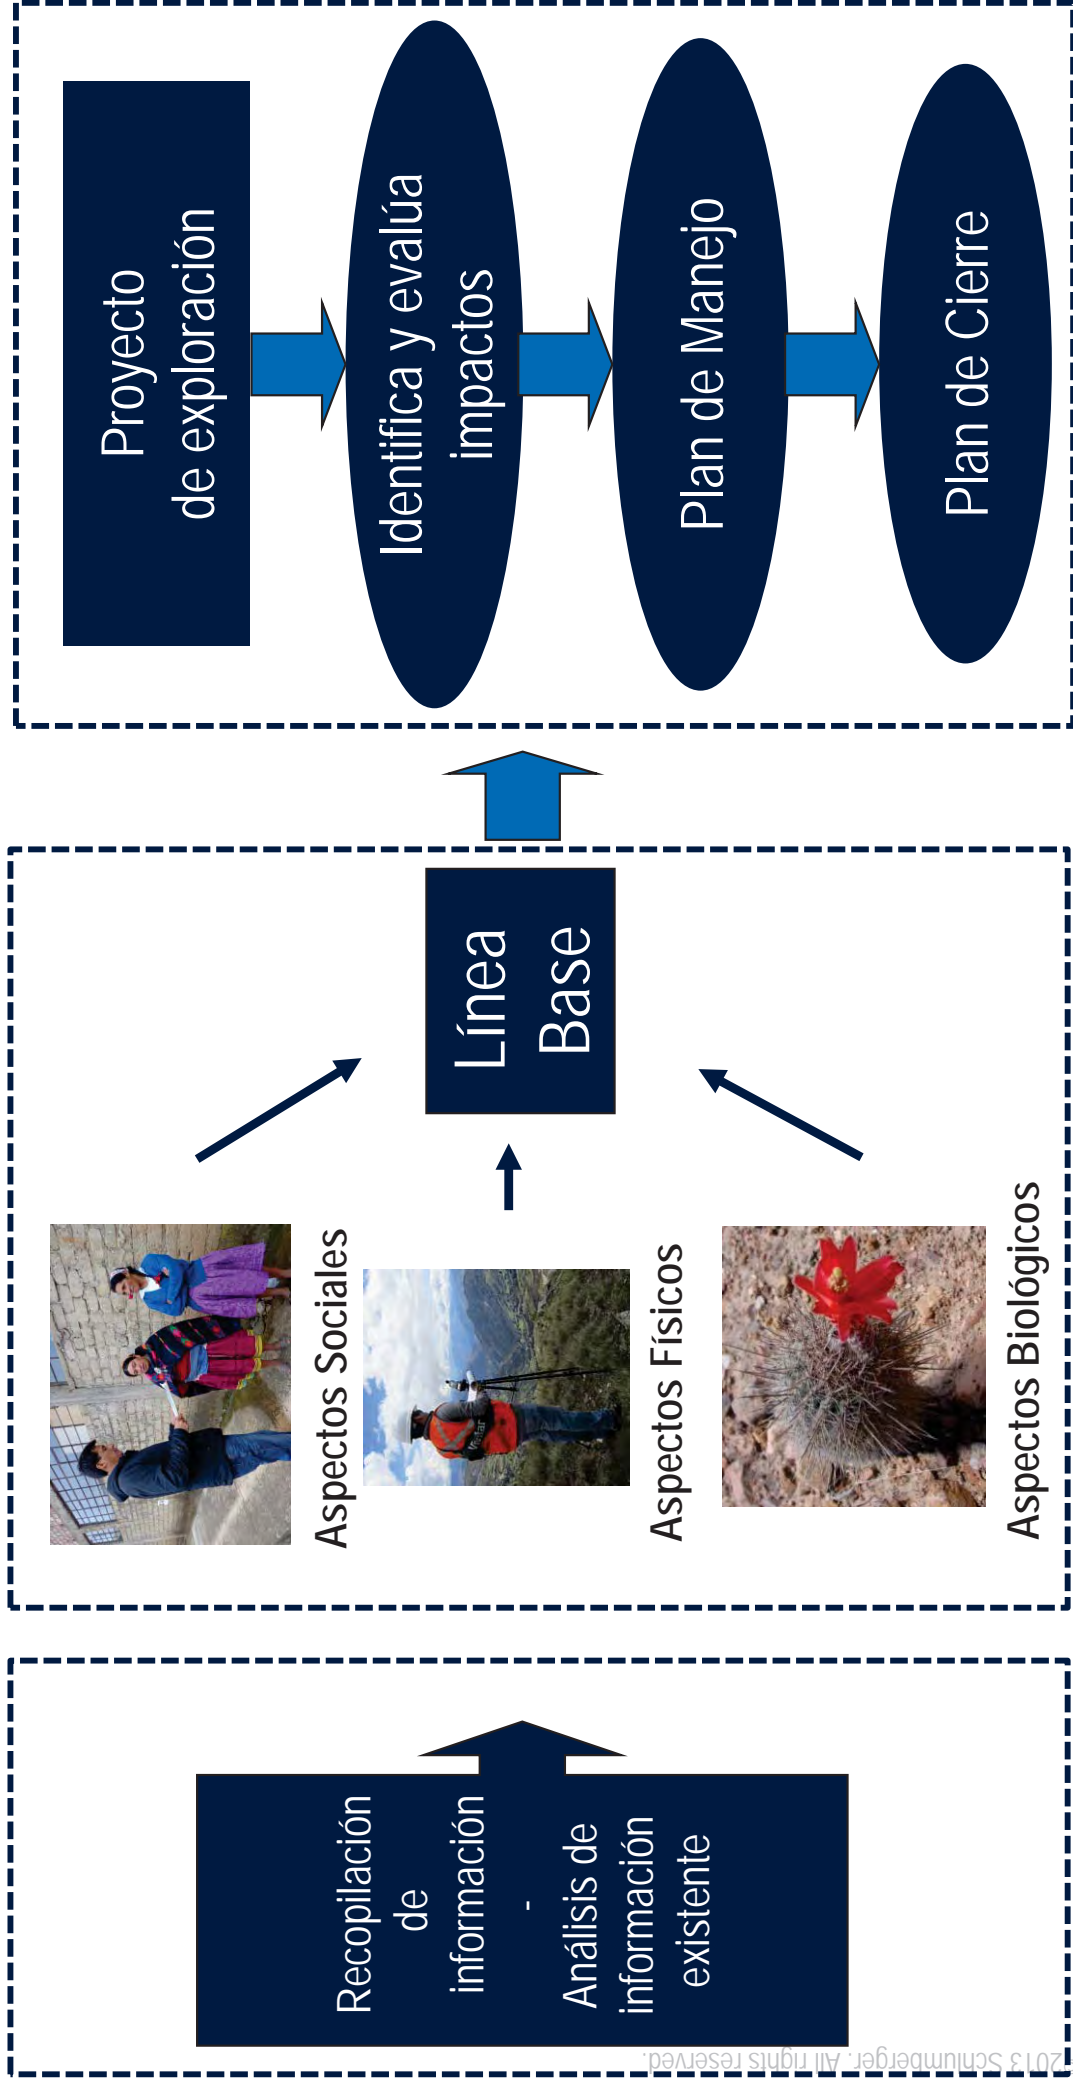 Recopilación
de
información
-
Análisis de
información
existente
Aspectos Sociales
Aspectos Físicos
Aspectos Biológicos
Línea
Base
Proyecto
de exploración
Identifica y evalúa
impactos
Plan de Manejo
Plan de Cierre
2013 Schlumberger. All rights reserved.